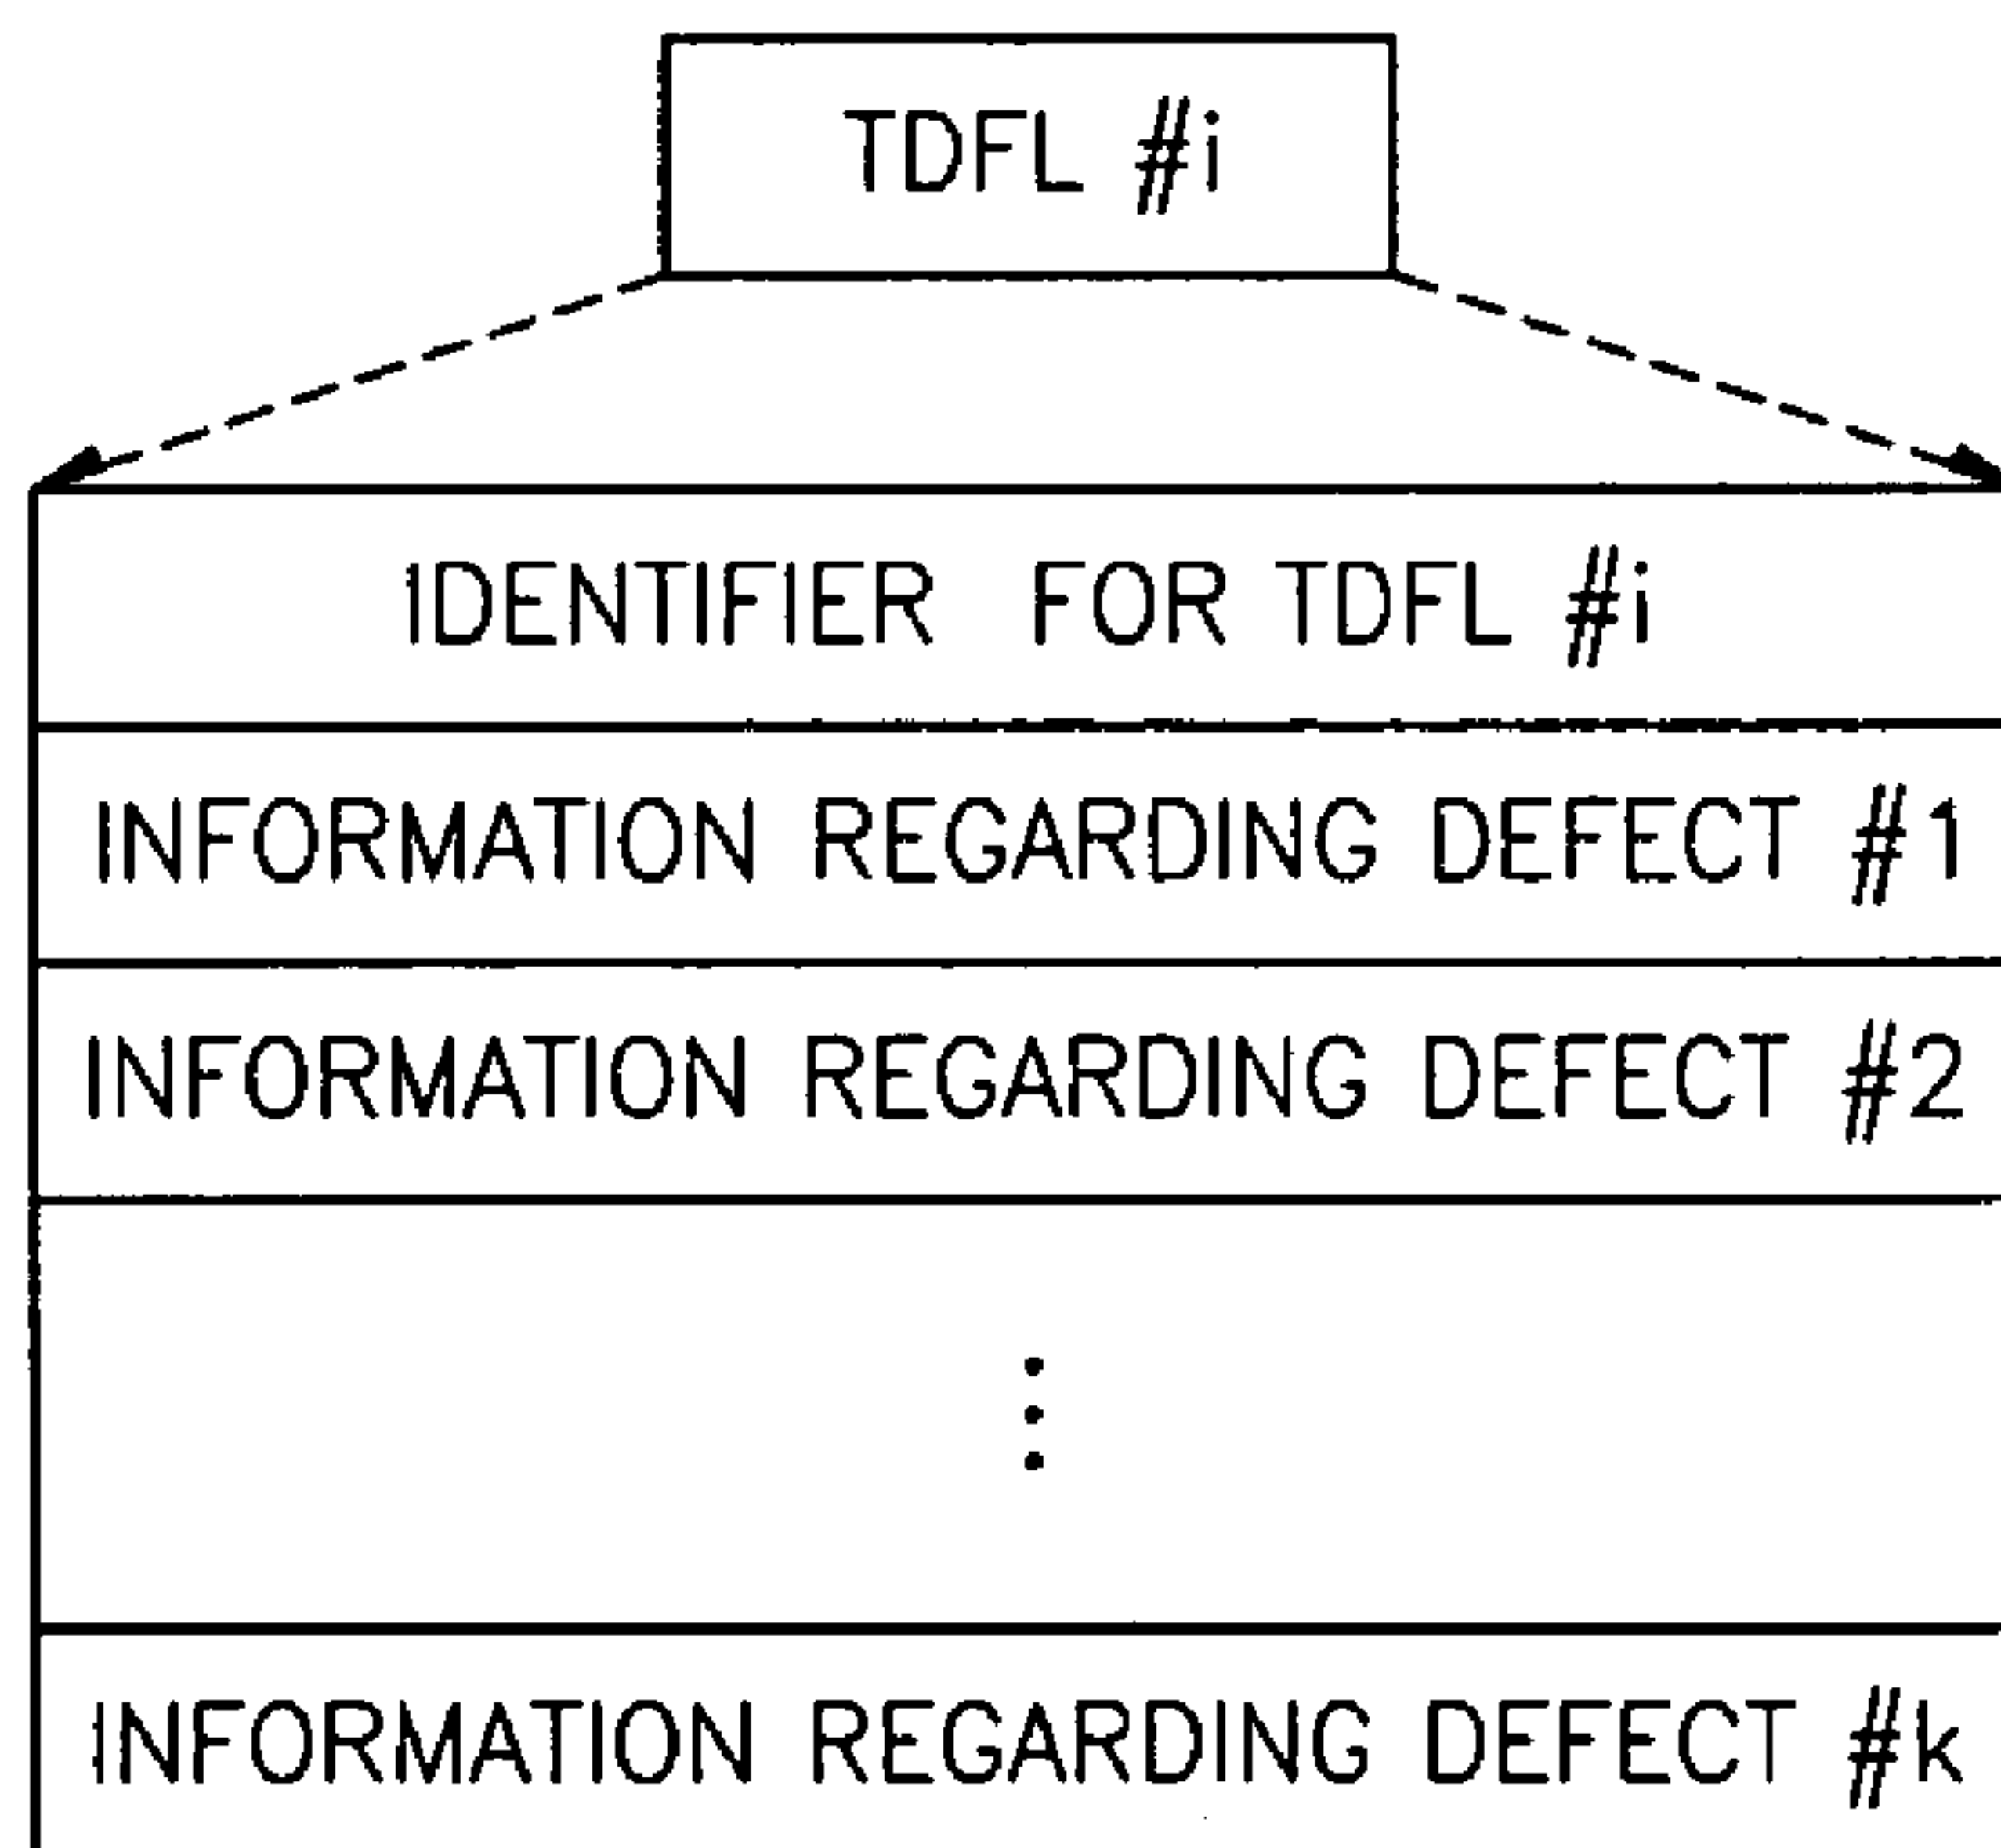 TDFL #i
IDENTIFIER FOR TDFL #i
INFORMATION REGARDING DEFECT #1
INFORMATION REGARDING DEFECT #2
INFORMATION REGARDING DEFECT #k